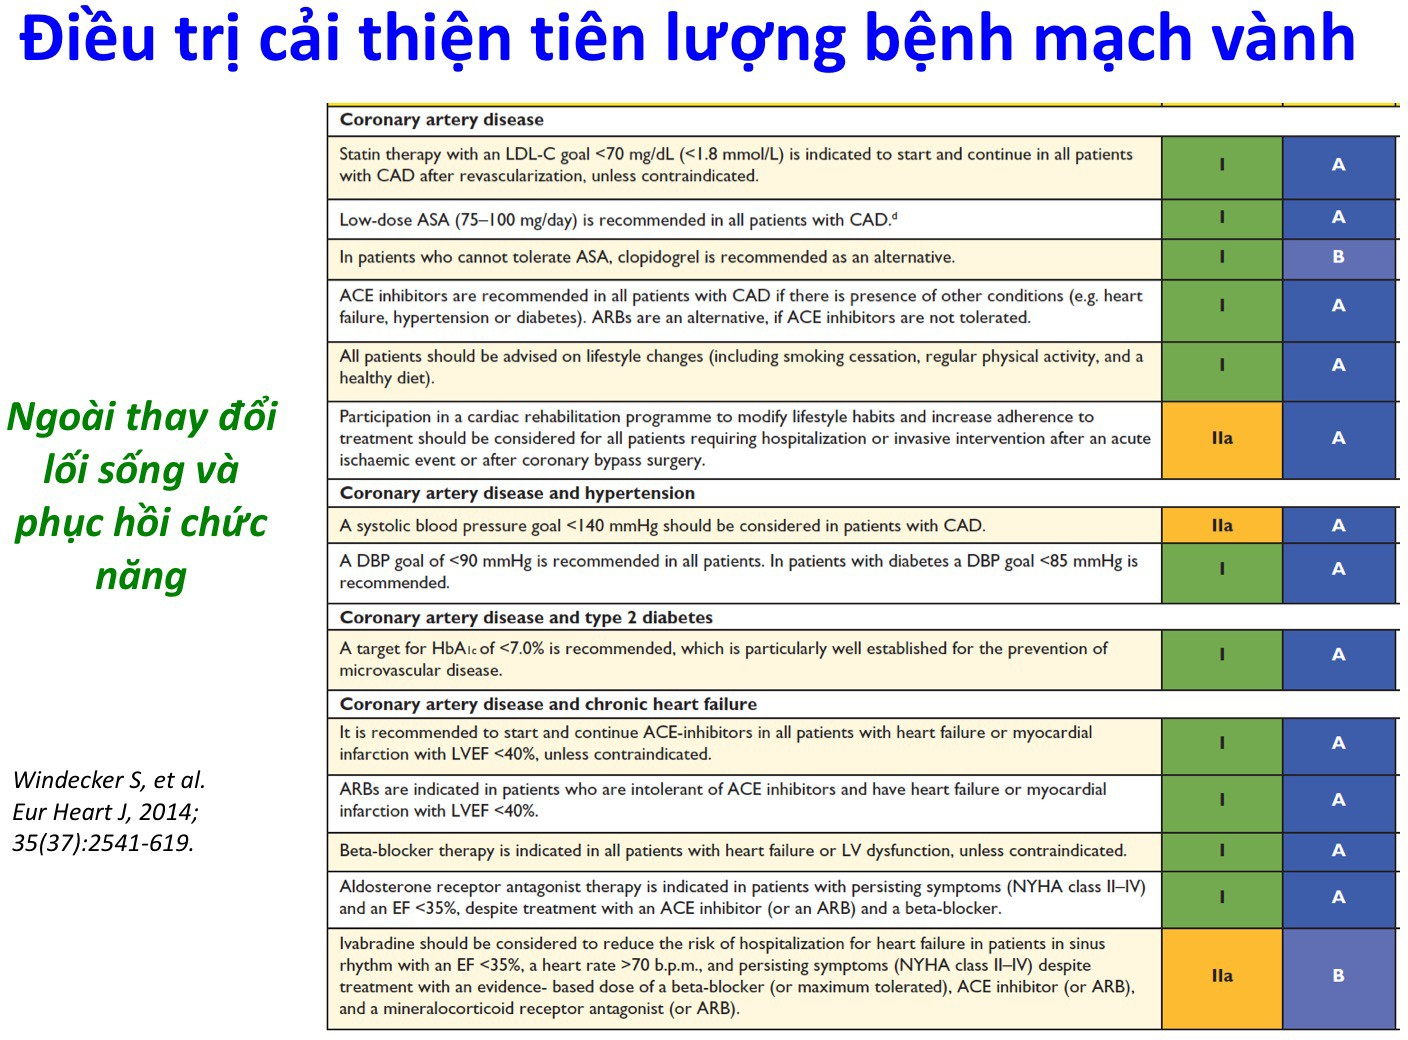 Điều trị cải thiện tiên lượng bệnh mạch vành
Coronary artery disease
Statin therapy with an LDL-C goal <70 mg/dL (<1.8 mmol/L) is indicated to start and continue in all patients
with CAD after revascularization, unless contraindicated.
I
A
Low-dose ASA (75–100 mg/day) is recommended in all patients with CAD.ᵈ
I
A
In patients who cannot tolerate ASA, clopidogrel is recommended as an alternative.
I
B
ACE inhibitors are recommended in all patients with CAD if there is presence of other conditions (e.g. heart
failure, hypertension or diabetes). ARBs are an alternative, if ACE inhibitors are not tolerated.
I
A
All patients should be advised on lifestyle changes (including smoking cessation, regular physical activity, and a
healthy diet).
I
A
Participation in a cardiac rehabilitation programme to modify lifestyle habits and increase adherence to
treatment should be considered for all patients requiring hospitalization or invasive intervention after an acute
ischaemic event or after coronary bypass surgery.
IIa
A
Coronary artery disease and hypertension
A systolic blood pressure goal <140 mmHg should be considered in patients with CAD.
IIa
A
A DBP goal of <90 mmHg is recommended in all patients. In patients with diabetes a DBP goal <85 mmHg is
recommended.
I
A
Coronary artery disease and type 2 diabetes
A target for HbA1c of <7.0% is recommended, which is particularly well established for the prevention of
microvascular disease.
I
A
Coronary artery disease and chronic heart failure
It is recommended to start and continue ACE-inhibitors in all patients with heart failure or myocardial
infarction with LVEF <40%, unless contraindicated.
I
A
ARBs are indicated in patients who are intolerant of ACE inhibitors and have heart failure or myocardial
infarction with LVEF <40%.
I
A
Beta-blocker therapy is indicated in all patients with heart failure or LV dysfunction, unless contraindicated.
I
A
Aldosterone receptor antagonist therapy is indicated in patients with persisting symptoms (NYHA class II–IV)
and an EF <35%, despite treatment with an ACE inhibitor (or an ARB) and a beta-blocker.
I
A
Ivabradine should be considered to reduce the risk of hospitalization for heart failure in patients in sinus
rhythm with an EF <35%, a heart rate >70 b.p.m., and persisting symptoms (NYHA class II–IV) despite
treatment with an evidence- based dose of a beta-blocker (or maximum tolerated), ACE inhibitor (or ARB),
and a mineralocorticoid receptor antagonist (or ARB).
IIa
B
Ngoài thay đổi
lối sống và
phục hồi chức
năng
Windecker S, et al.
Eur Heart J, 2014;
35(37):2541-619.